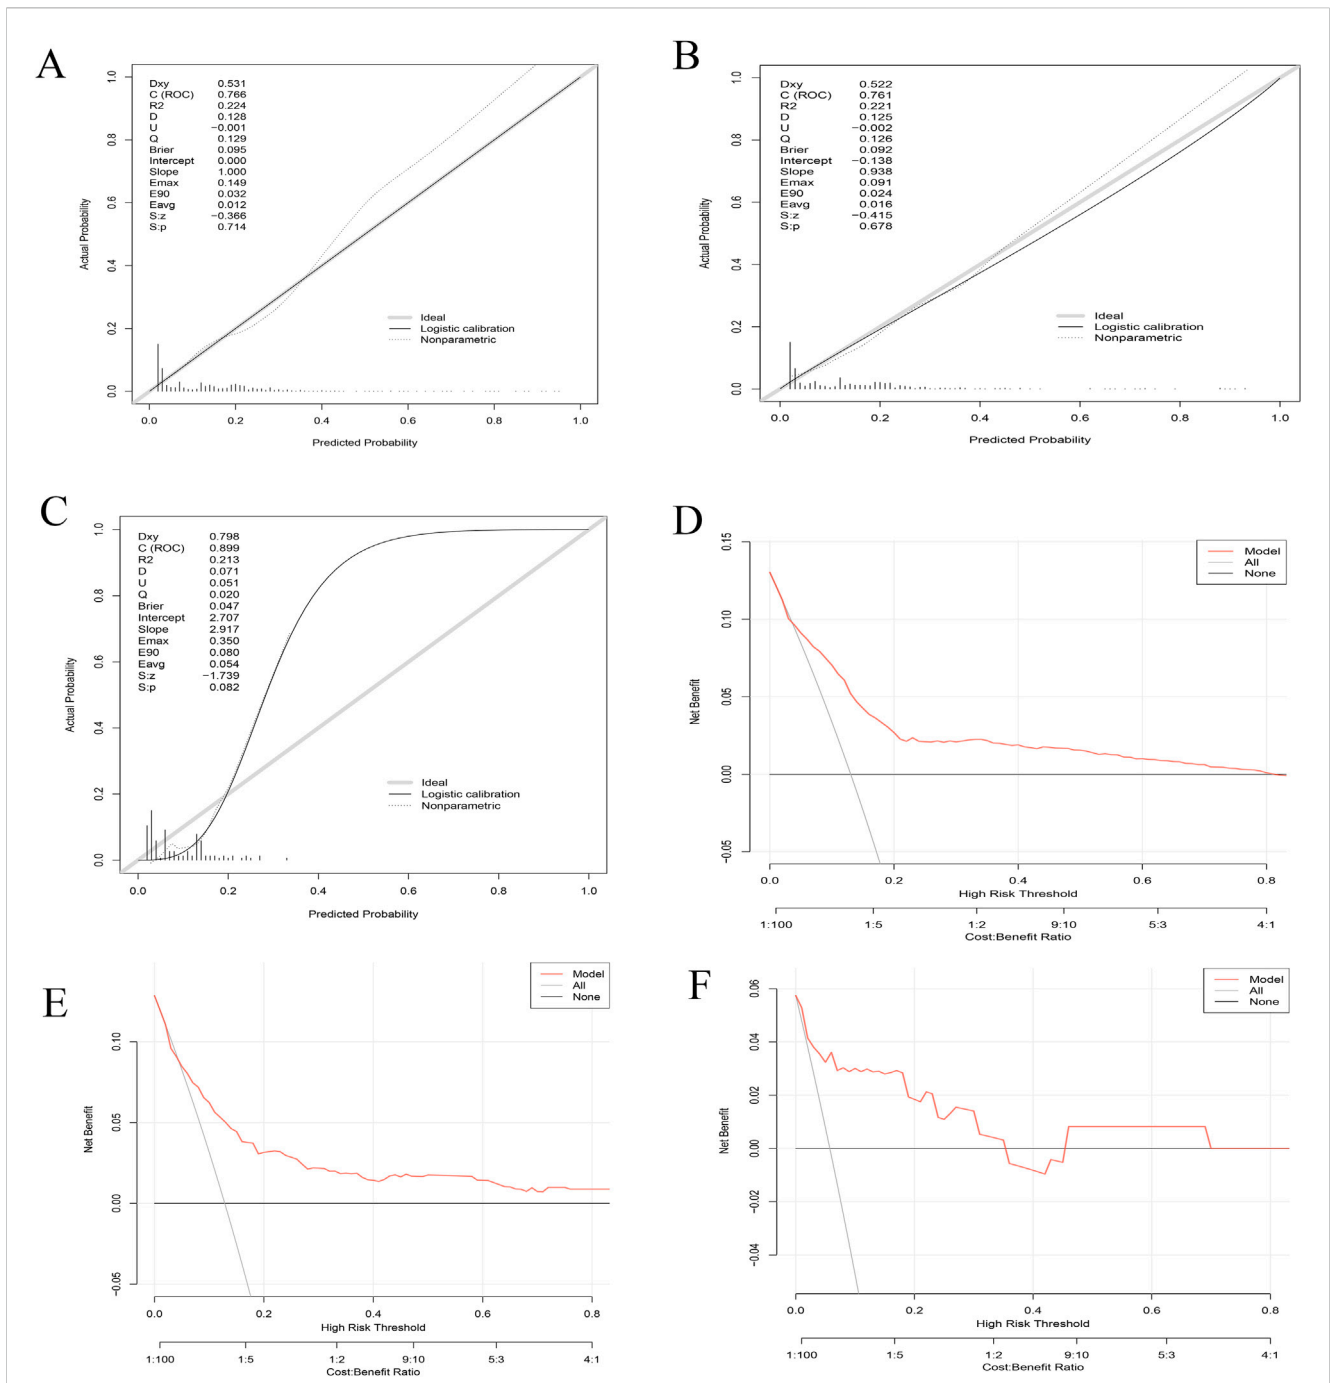 A
Dxy 0.531
C (ROC) 0.766
R2 0.224
D 0.128
U −0.001
Q 0.129
Brier 0.095
Intercept 0.000
Slope 1.000
Emax 0.149
E90 0.032
Eavg 0.012
S:z −0.366
S:p 0.714
Actual Probability
0.0 0.2 0.4 0.6 0.8 1.0
Ideal
Logistic calibration
Nonparametric
0.0 0.2 0.4 0.6 0.8 1.0
Predicted Probability
B
Dxy 0.522
C (ROC) 0.761
R2 0.221
D 0.125
U −0.002
Q 0.126
Brier 0.092
Intercept −0.138
Slope 0.938
Emax 0.091
E90 0.024
Eavg 0.016
S:z −0.415
S:p 0.678
Actual Probability
0.0 0.2 0.4 0.6 0.8 1.0
Ideal
Logistic calibration
Nonparametric
0.0 0.2 0.4 0.6 0.8 1.0
Predicted Probability
C
Dxy 0.798
C (ROC) 0.899
R2 0.213
D 0.071
U 0.051
Q 0.020
Brier 0.047
Intercept 2.707
Slope 2.917
Emax 0.350
E90 0.080
Eavg 0.054
S:z −1.739
S:p 0.082
Actual Probability
0.0 0.2 0.4 0.6 0.8 1.0
Ideal
Logistic calibration
Nonparametric
0.0 0.2 0.4 0.6 0.8 1.0
Predicted Probability
D
Model
All
None
Net Benefit
−0.05 0.00 0.05 0.10 0.15
0.0 0.2 0.4 0.6 0.8
High Risk Threshold
1:100 1:5 1:2 9:10 5:3 4:1
Cost:Benefit Ratio
E
Model
All
None
Net Benefit
−0.05 0.00 0.05 0.10
0.0 0.2 0.4 0.6 0.8
High Risk Threshold
1:100 1:5 1:2 9:10 5:3 4:1
Cost:Benefit Ratio
F
Model
All
None
Net Benefit
−0.04 −0.02 0.00 0.02 0.04 0.06
0.0 0.2 0.4 0.6 0.8
High Risk Threshold
1:100 1:5 1:2 9:10 5:3 4:1
Cost:Benefit Ratio